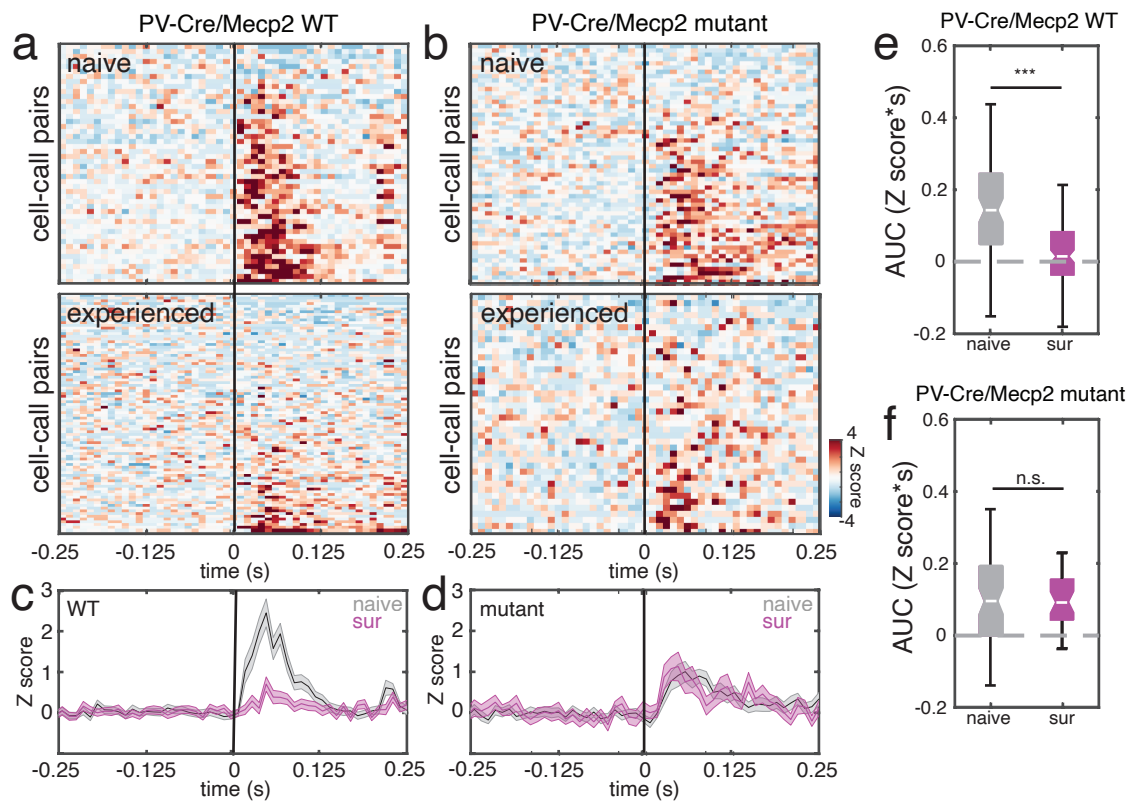 PV-Cre/Mecp2 WT
a
naive
cell-call pairs
experienced
cell-call pairs
-0.25 -0.125 0 0.125 0.25
time (s)
PV-Cre/Mecp2 mutant
b
naive
cell-call pairs
experienced
cell-call pairs
4
Z score
-4
-0.25 -0.125 0 0.125 0.25
time (s)
c
WT
naive
sur
Z score
3
2
1
0
-0.25 -0.125 0 0.125 0.25
time (s)
d
mutant
naive
sur
Z score
3
2
1
0
-0.25 -0.125 0 0.125 0.25
time (s)
PV-Cre/Mecp2 WT
e
AUC (Z score*s)
0.6
0.4
0.2
0
-0.2
***
naive sur
PV-Cre/Mecp2 mutant
f
AUC (Z score*s)
0.6
0.4
0.2
0
-0.2
n.s.
naive sur